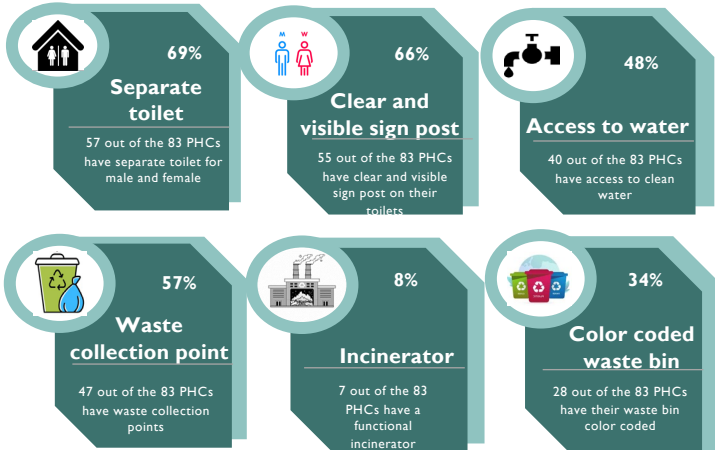 69%
Separate
toilet
57 out of the 83 PHCs
have separate toilet for
male and female
M W
66%
Clear and
visible sign post
55 out of the 83 PHCs
have clear and visible
sign post on their
toilets
48%
Access to water
40 out of the 83 PHCs
have access to clean
water
57%
Waste
collection point
47 out of the 83 PHCs
have waste collection
points
8%
Incinerator
7 out of the 83
PHCs have a
functional
incinerator
34%
Color coded
waste bin
28 out of the 83 PHCs
have their waste bin
color coded